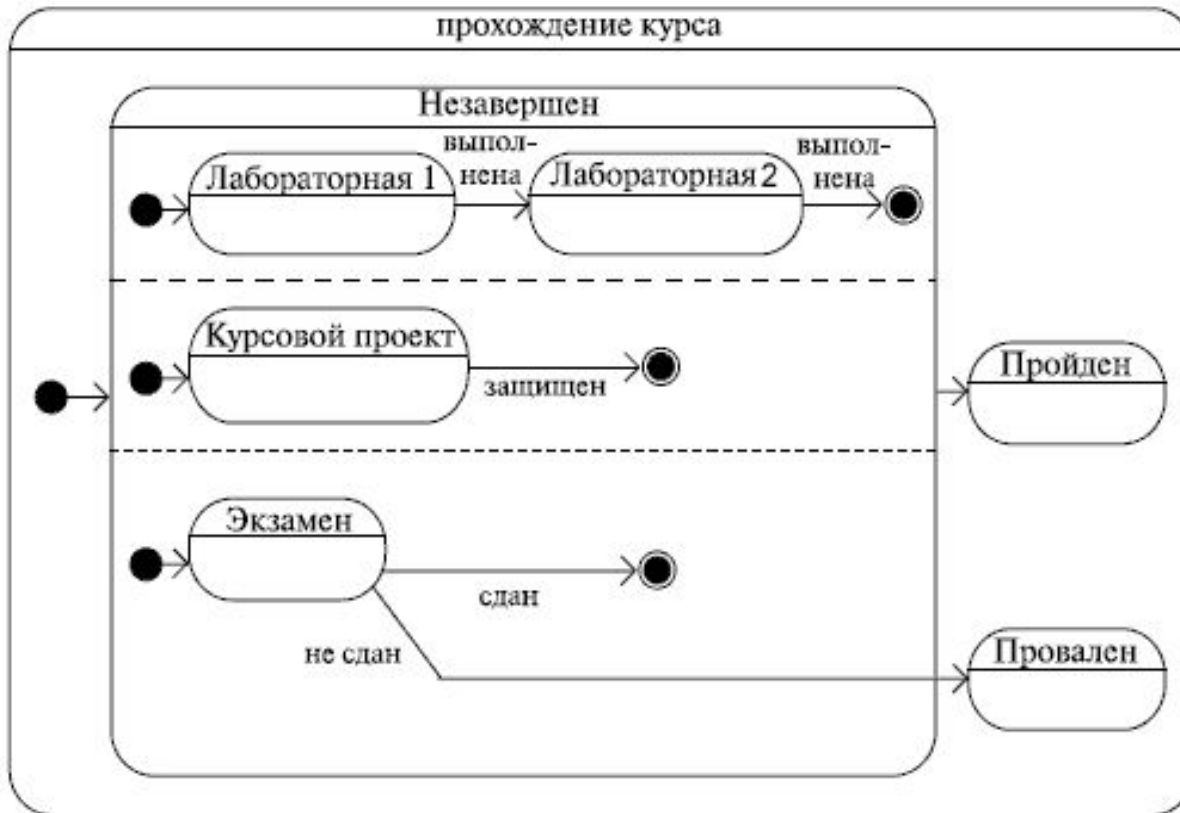 прохождение курса
Незавершен
Лабораторная 1
выпол-
нена
Лабораторная 2
выпол-
нена
Курсовой проект
защищен
Пройден
Экзамен
сдан
не сдан
Провален